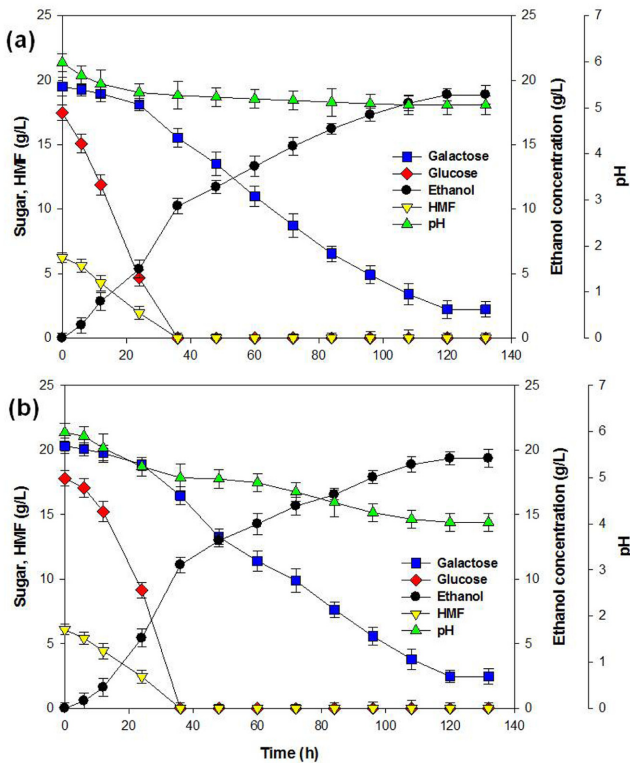 (a)
Sugar, HMF (g/L)
25
20
15
10
5
0
0 20 40 60 80 100 120 140
Galactose
Glucose
Ethanol
HMF
pH
25
20
15
10
5
0
Ethanol concentration (g/L)
7
6
5
4
3
2
1
0
pH
(b)
Sugar, HMF (g/L)
25
20
15
10
5
0
0 20 40 60 80 100 120 140
Time (h)
Galactose
Glucose
Ethanol
HMF
pH
25
20
15
10
5
0
Ethanol concentration (g/L)
7
6
5
4
3
2
1
0
pH